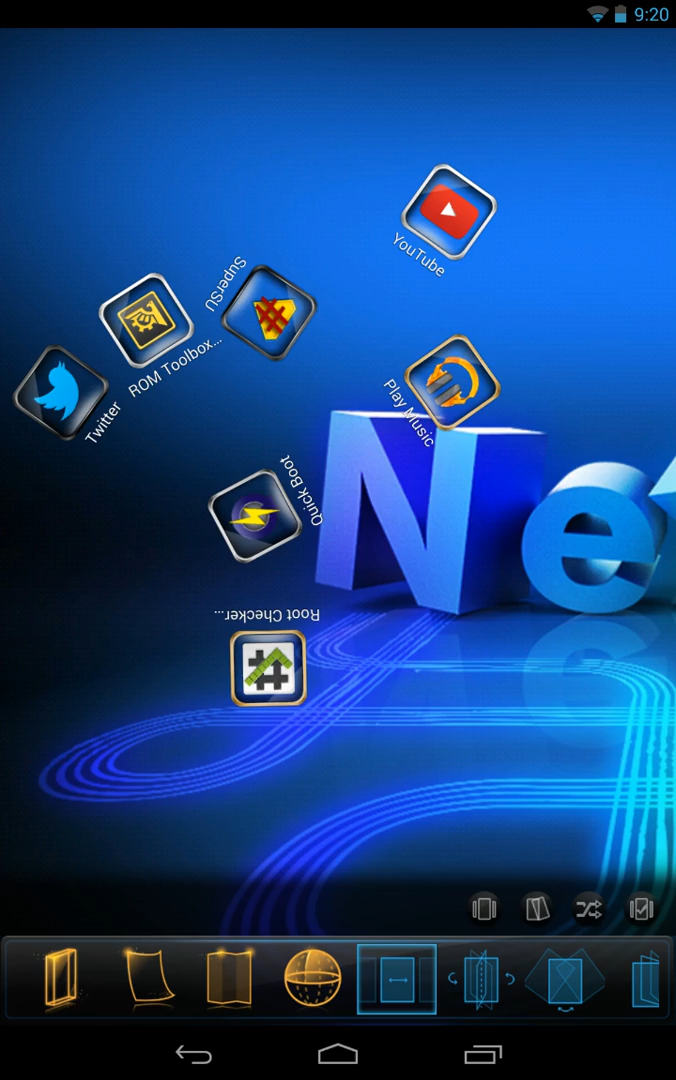 9:20
YouTube
SuperSU
ROM Toolbox...
Twitter
Play Music
Quick Boot
Root Checker...
Ne